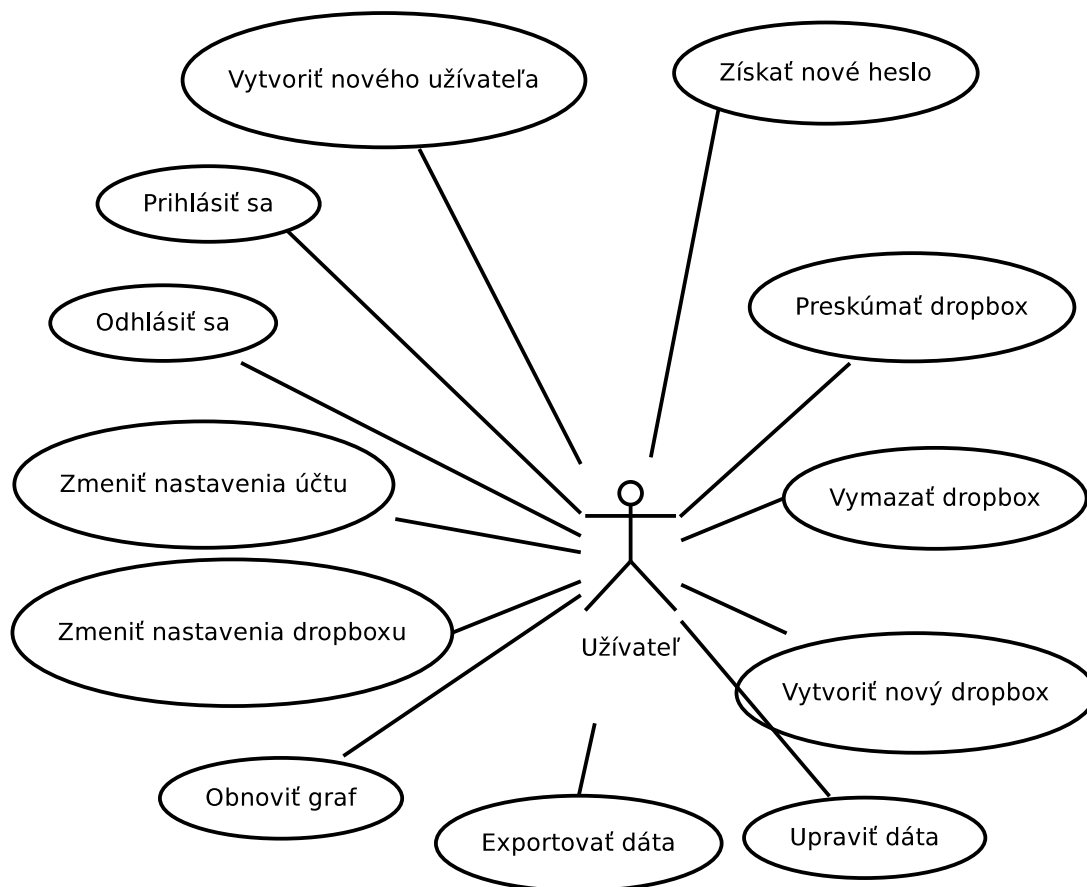 Vytvoriť nového užívateľa
Získať nové heslo
Prihlásiť sa
Odhlásiť sa
Preskúmať dropbox
Zmeniť nastavenia účtu
Vymazať dropbox
Zmeniť nastavenia dropboxu
Užívateľ
Vytvoriť nový dropbox
Obnoviť graf
Exportovať dáta
Upraviť dáta